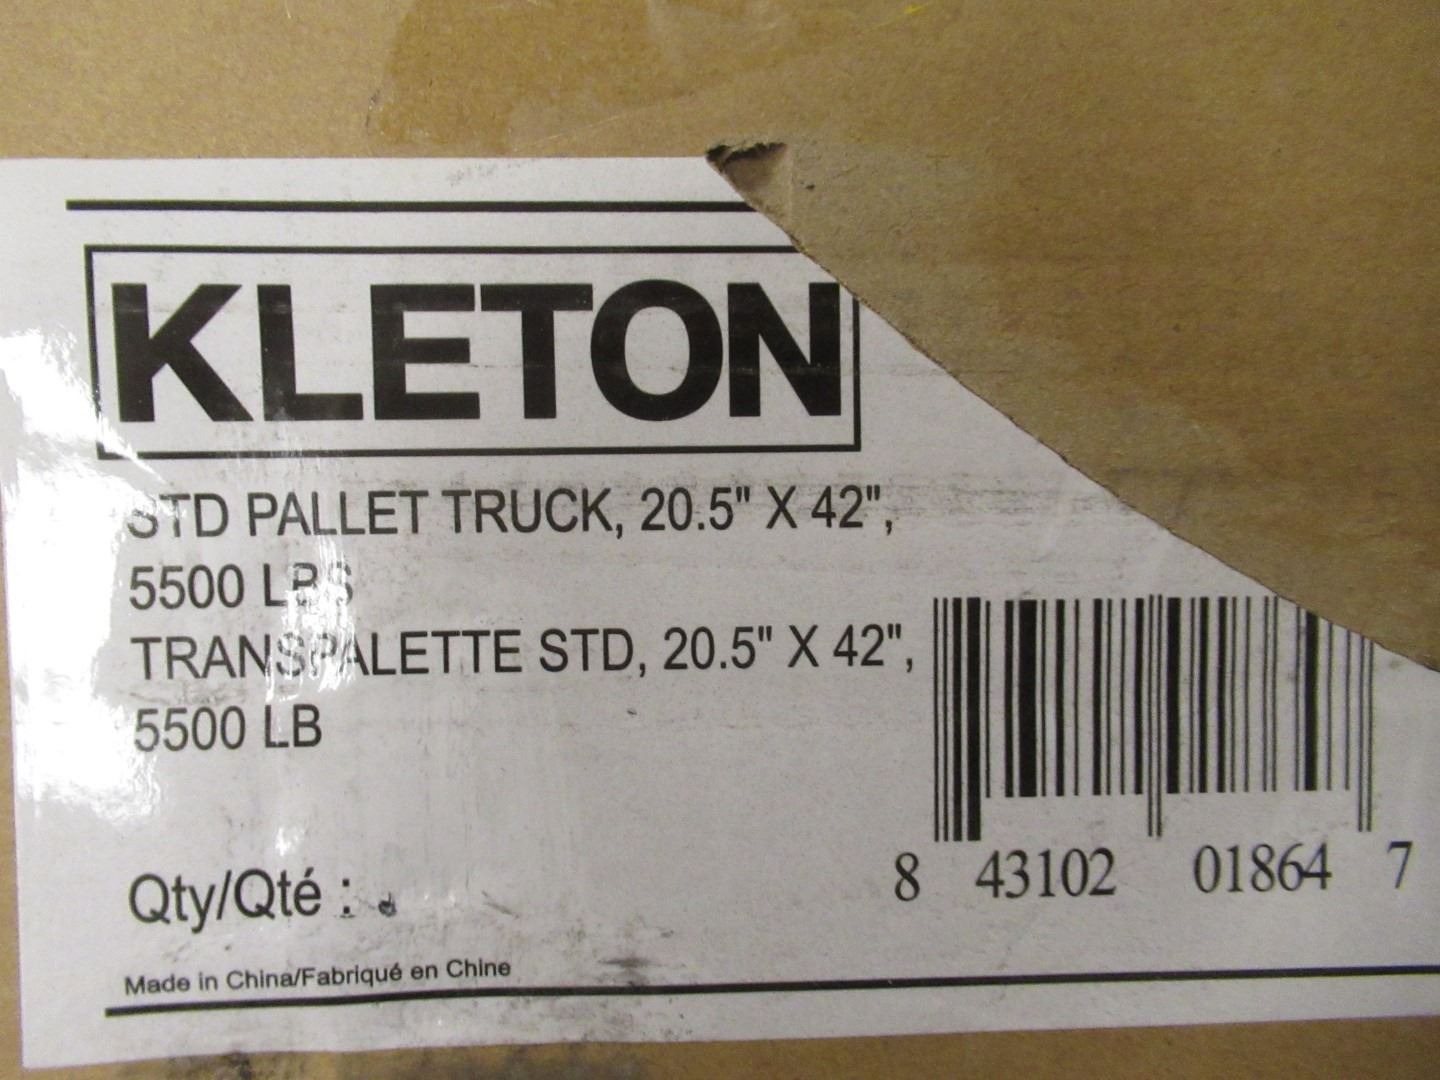 KLETON
STD PALLET TRUCK, 20.5" X 42",
5500 LBS
TRANSPALETTE STD, 20.5" X 42",
5500 LB
8 43102 01864 7
Qty/Qté :
Made in China/Fabriqué en Chine